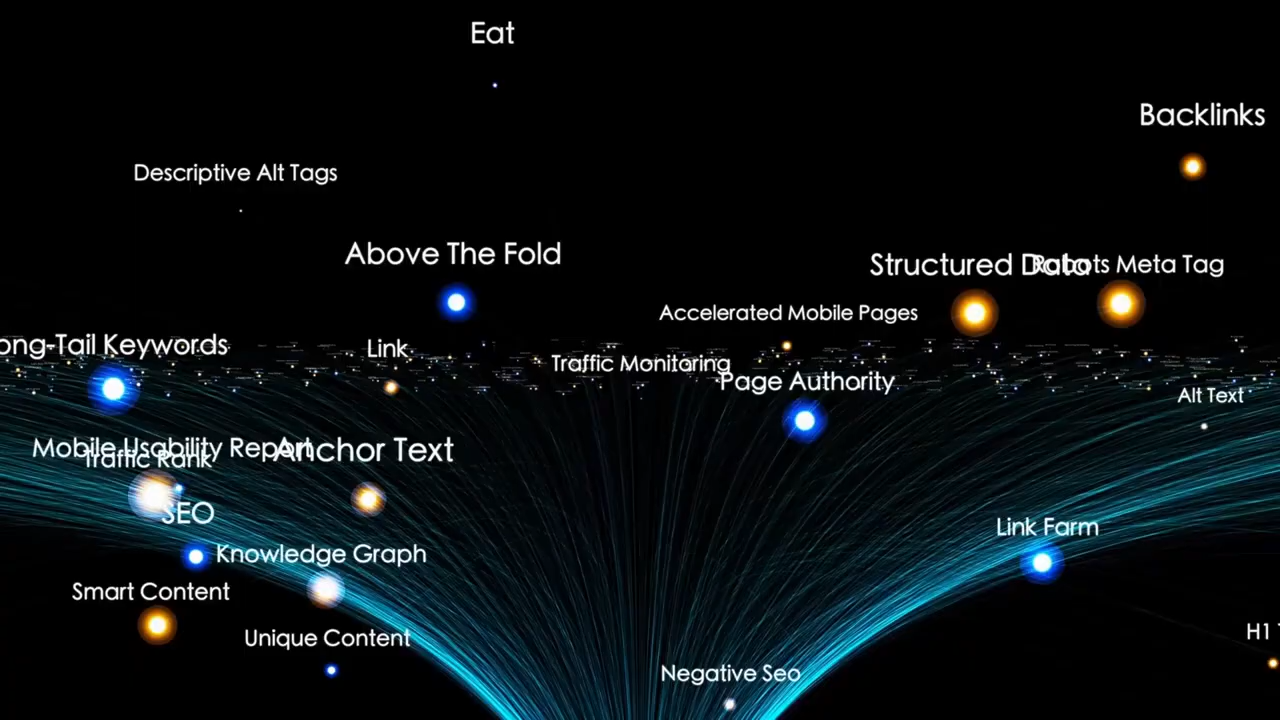 Eat
Backlinks
Descriptive Alt Tags
Above The Fold
Structured Data
Robots Meta Tag
Accelerated Mobile Pages
ong-Tail Keywords
Link
Traffic Monitoring
Page Authority
Alt Text
Mobile Usability Report
Anchor Text
Traffic Rank
SEO
Link Farm
Knowledge Graph
Smart Content
Unique Content
H1
Negative Seo